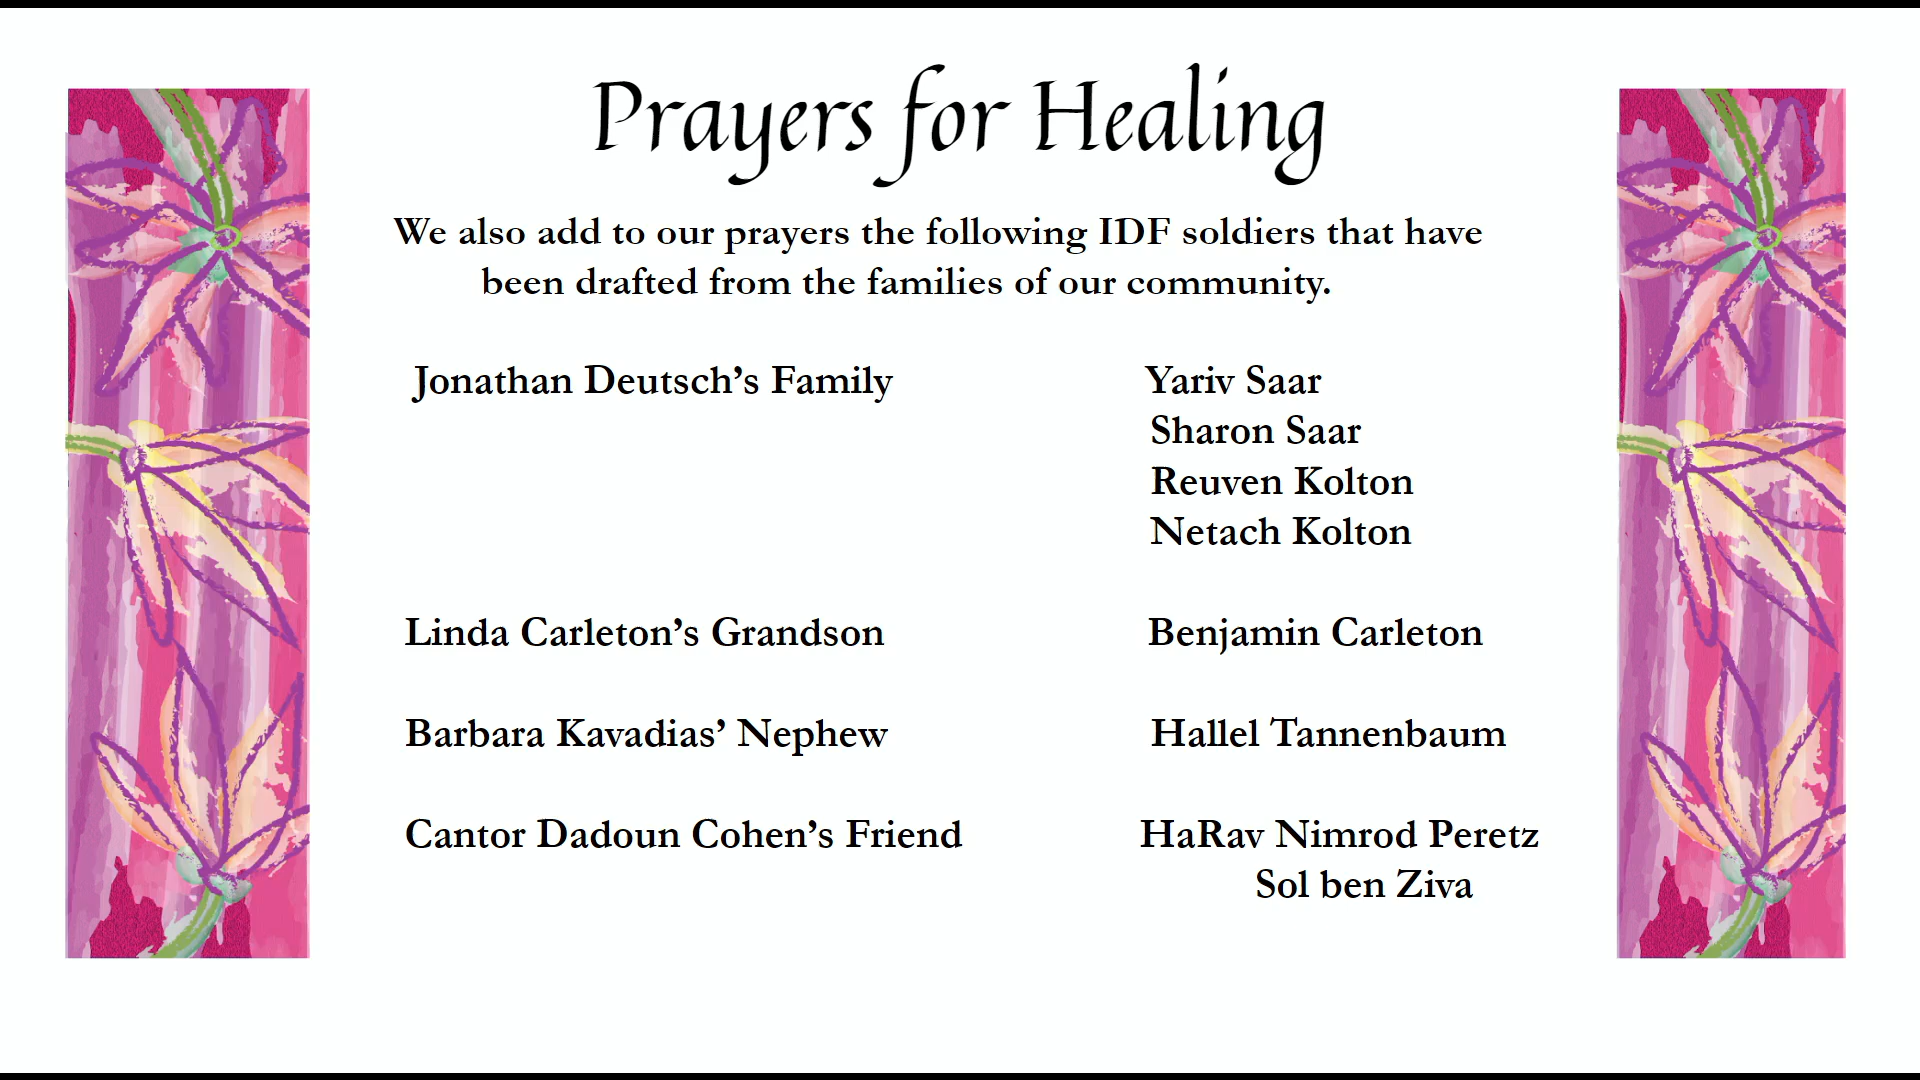 Prayers for Healing
We also add to our prayers the following IDF soldiers that have
been drafted from the families of our community.
Jonathan Deutsch’s Family Yariv Saar
Sharon Saar
Reuven Kolton
Netach Kolton
Linda Carleton’s Grandson Benjamin Carleton
Barbara Kavadias’ Nephew Hallel Tannenbaum
Cantor Dadoun Cohen’s Friend HaRav Nimrod Peretz
Sol ben Ziva